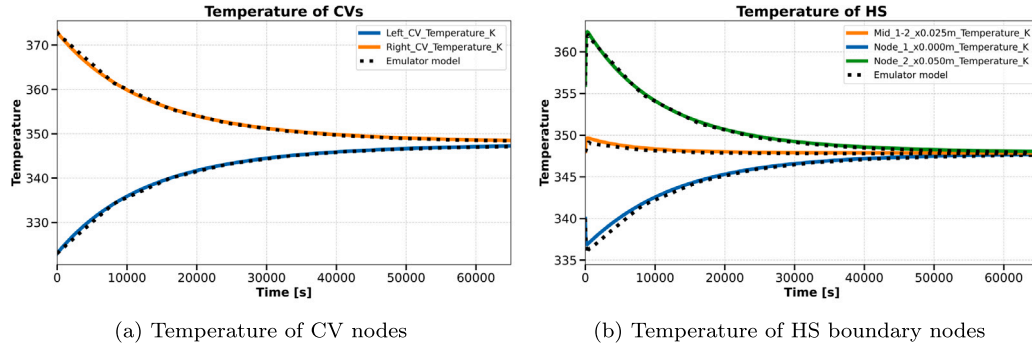 Temperature of CVs
Left_CV_Temperature_K
Right_CV_Temperature_K
Emulator model
Temperature
370
360
350
340
330
0 10000 20000 30000 40000 50000 60000
Time [s]
(a) Temperature of CV nodes
Temperature of HS
Mid_1-2_x0.025m_Temperature_K
Node_1_x0.000m_Temperature_K
Node_2_x0.050m_Temperature_K
Emulator model
Temperature
360
355
350
345
340
335
0 10000 20000 30000 40000 50000 60000
Time [s]
(b) Temperature of HS boundary nodes